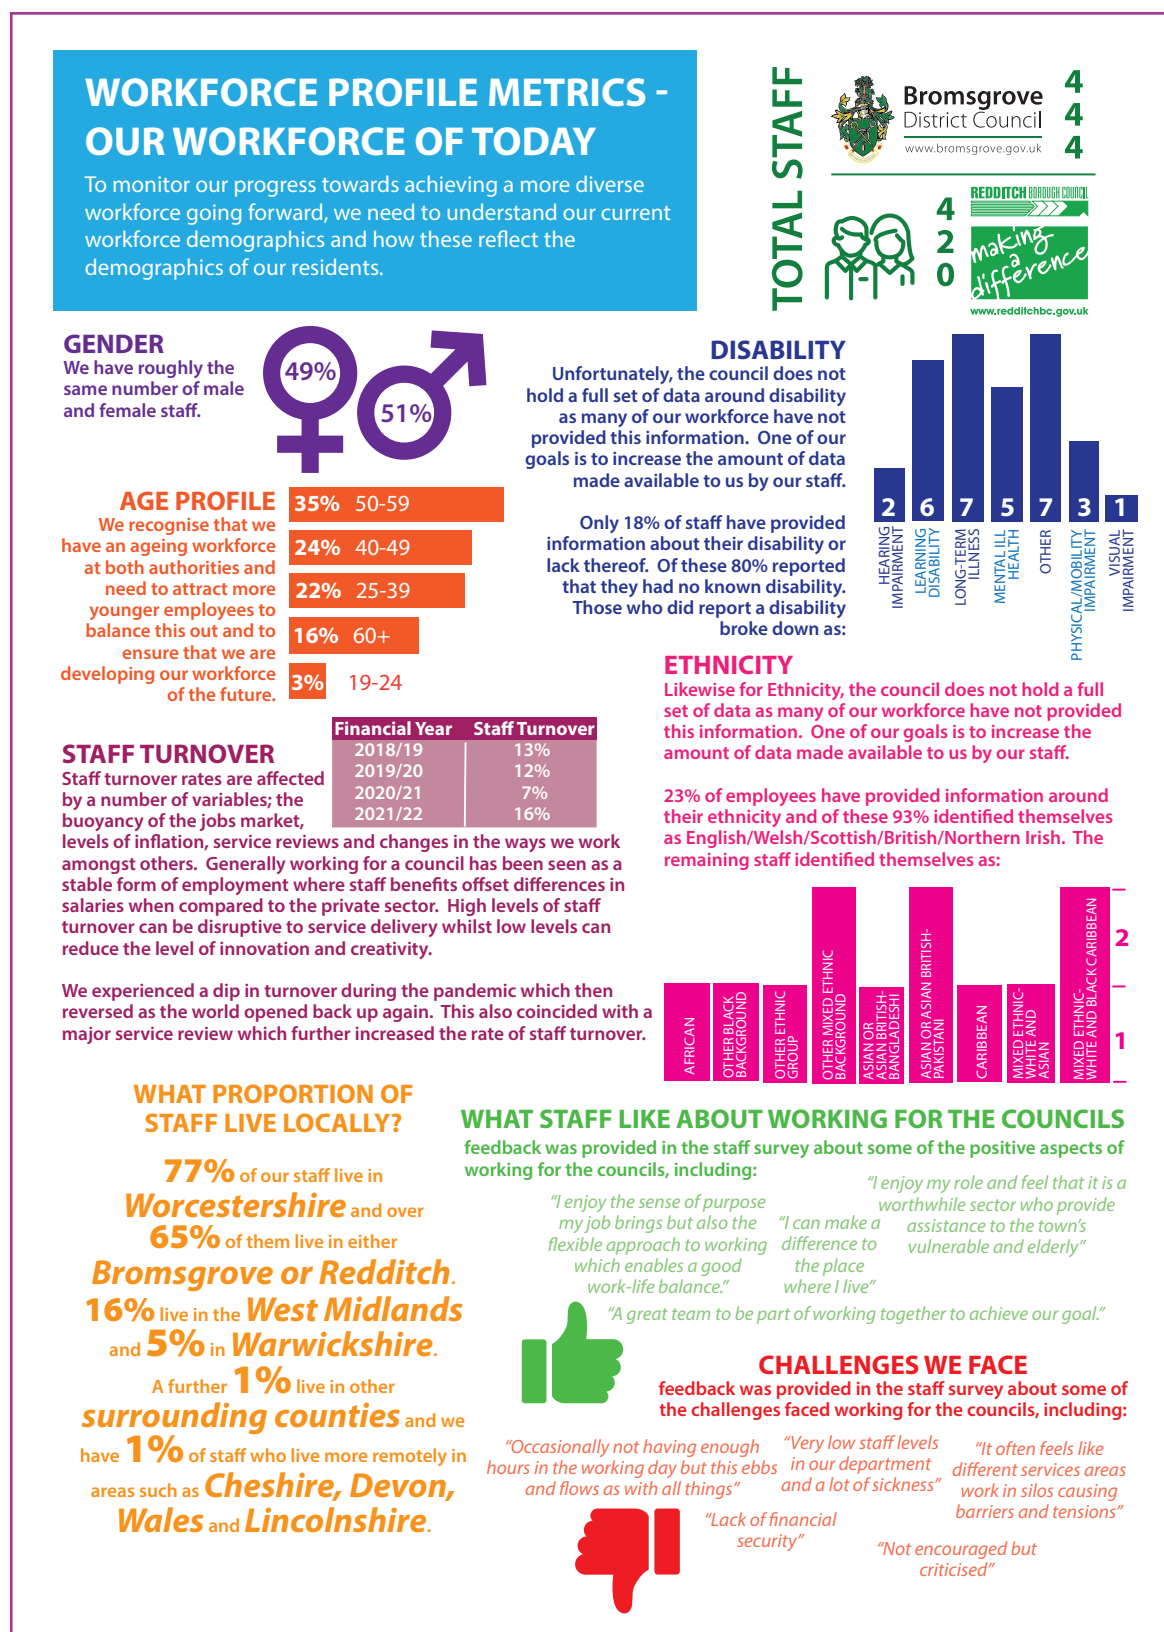 WORKFORCE PROFILE METRICS -
OUR WORKFORCE OF TODAY
To monitor our progress towards achieving a more diverse
workforce going forward, we need to understand our current
workforce demographics and how these reflect the
demographics of our residents.
TOTAL STAFF
Bromsgrove
District Council
www.bromsgrove.gov.uk
444
420
REDDITCH BOROUGH COUNCIL
making
a
difference
www.redditchbc.gov.uk
GENDER
We have roughly the
same number of male
and female staff.
49%
51%
AGE PROFILE
We recognise that we
have an ageing workforce
at both authorities and
need to attract more
younger employees to
balance this out and to
ensure that we are
developing our workforce
of the future.
35% 50-59
24% 40-49
22% 25-39
16% 60+
3% 19-24
DISABILITY
Unfortunately, the council does not
hold a full set of data around disability
as many of our workforce have not
provided this information. One of our
goals is to increase the amount of data
made available to us by our staff.
Only 18% of staff have provided
information about their disability or
lack thereof. Of these 80% reported
that they had no known disability.
Those who did report a disability
broke down as:
2 6 7 5 7 3 1
HEARING
IMPAIRMENT
LEARNING
DISABILITY
LONG-TERM
ILLNESS
MENTAL ILL
HEALTH
OTHER
PHYSICAL/MOBILITY
IMPAIRMENT
VISUAL
IMPAIRMENT
STAFF TURNOVER
Staff turnover rates are affected
by a number of variables; the
buoyancy of the jobs market,
levels of inflation, service reviews and changes in the ways we work
amongst others. Generally working for a council has been seen as a
stable form of employment where staff benefits offset differences in
salaries when compared to the private sector. High levels of staff
turnover can be disruptive to service delivery whilst low levels can
reduce the level of innovation and creativity.
We experienced a dip in turnover during the pandemic which then
reversed as the world opened back up again. This also coincided with a
major service review which further increased the rate of staff turnover.
Financial Year Staff Turnover
2018/19 13%
2019/20 12%
2020/21 7%
2021/22 16%
ETHNICITY
Likewise for Ethnicity, the council does not hold a full
set of data as many of our workforce have not provided
this information. One of our goals is to increase the
amount of data made available to us by our staff.
23% of employees have provided information around
their ethnicity and of these 93% identified themselves
as English/Welsh/Scottish/British/Northern Irish. The
remaining staff identified themselves as:
AFRICAN
OTHER BLACK
BACKGROUND
OTHER ETHNIC
GROUP
OTHER MIXED ETHNIC
BACKGROUND
ASIAN OR
ASIAN BRITISH-
BANGLADESHI
ASIAN OR ASIAN BRITISH-
PAKISTANI
CARIBBEAN
MIXED ETHNIC-
WHITE AND
ASIAN
MIXED ETHNIC-
WHITE AND BLACK CARIBBEAN
2
1
WHAT PROPORTION OF
STAFF LIVE LOCALLY?
77% of our staff live in
Worcestershire and over
65% of them live in either
Bromsgrove or Redditch.
16% live in the West Midlands
and 5% in Warwickshire.
A further 1% live in other
surrounding counties and we
have 1% of staff who live more remotely in
areas such as Cheshire, Devon,
Wales and Lincolnshire.
WHAT STAFF LIKE ABOUT WORKING FOR THE COUNCILS
feedback was provided in the staff survey about some of the positive aspects of
working for the councils, including:
“I enjoy the sense of purpose
my job brings but also the
flexible approach to working
which enables a good
work-life balance.”
“I can make a
difference to
the place
where I live”
“I enjoy my role and feel that it is a
worthwhile sector who provide
assistance to the town’s
vulnerable and elderly”
“A great team to be part of working together to achieve our goal.”
CHALLENGES WE FACE
feedback was provided in the staff survey about some of
the challenges faced working for the councils, including:
“Occasionally not having enough
hours in the working day but this ebbs
and flows as with all things”
“Very low staff levels
in our department
and a lot of sickness”
“It often feels like
different services areas
work in silos causing
barriers and tensions”
“Lack of financial
security”
“Not encouraged but
criticised”